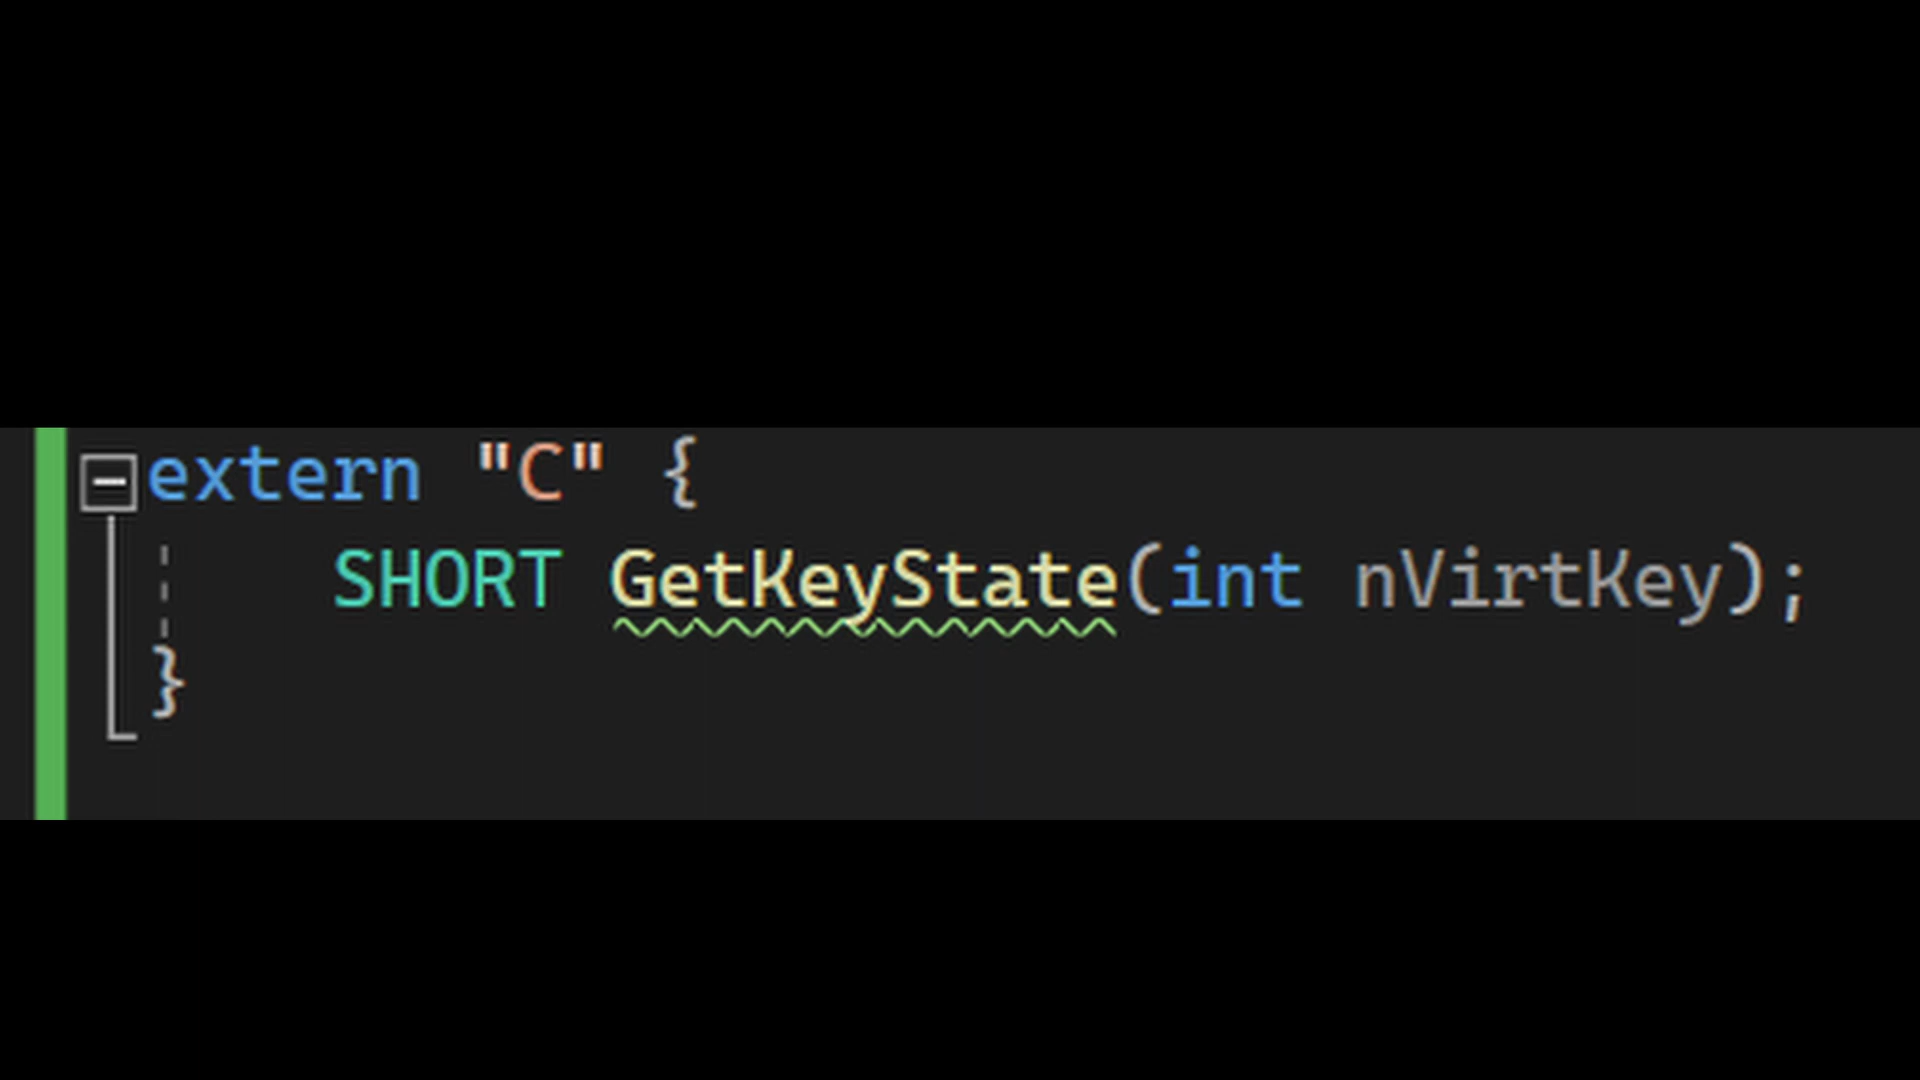 extern "C" {
SHORT GetKeyState(int nVirtKey);
}